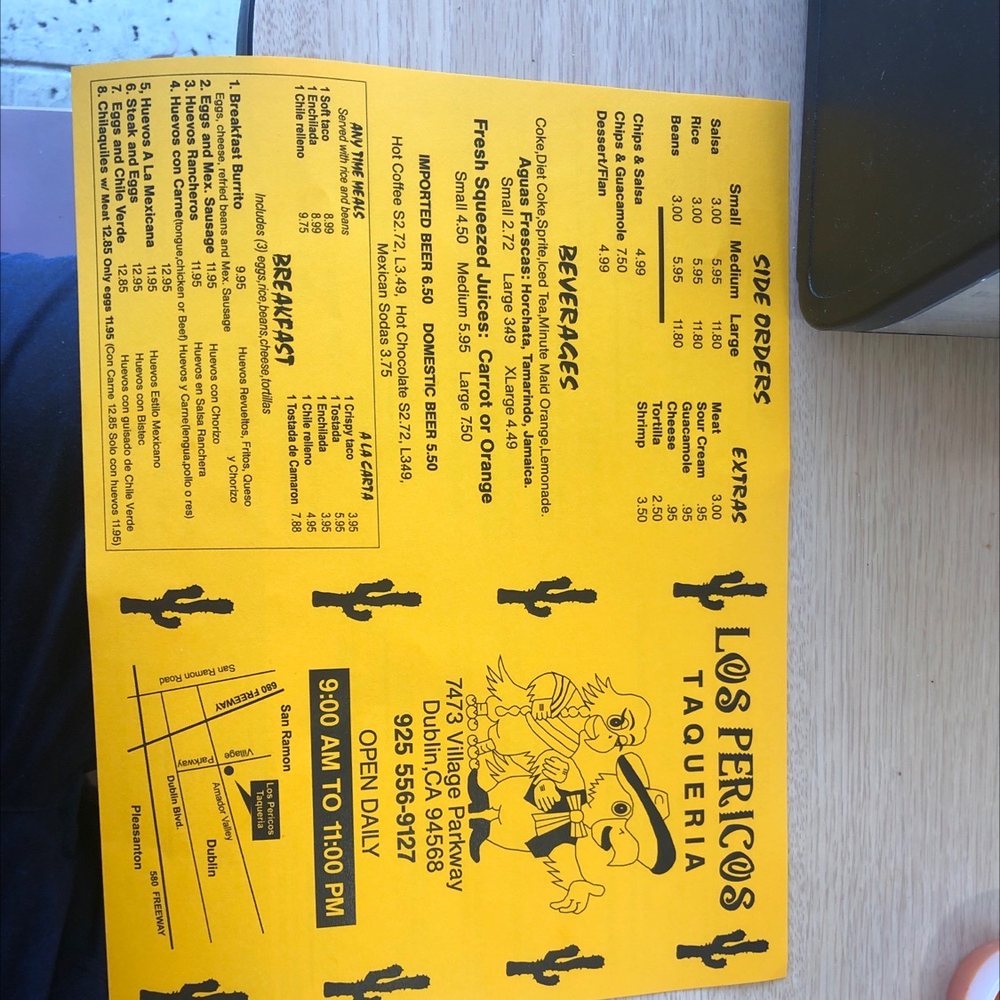 SIDE ORDERS
Small Medium Large
Salsa 3.00 5.95 11.80
Rice 3.00 5.95 11.80
Beans 3.00 5.95 11.80
Chips & Salsa 4.99
Chips & Guacamole 7.50
Dessert/Flan 4.99
EXTRAS
Meat 3.00
Sour Cream .95
Guacamole .95
Cheese .95
Tortilla 2.50
Shrimp 3.50
BEVERAGES
Coke,Diet Coke,Sprite,Iced Tea,Minute Maid Orange,Lemonade.
Aguas Frescas: Horchata, Tamarindo, Jamaica.
Small 2.72 Large 349 XLarge 4.49
Fresh Squeezed Juices: Carrot or Orange
Small 4.50 Medium 5.95 Large 750
IMPORTED BEER 6.50 DOMESTIC BEER 5.50
Hot Coffee S2.72, L3.49, Hot Chocolate S2.72, L349,
Mexican Sodas 3.75
ANY TIME MEALS
Served with rice and beans
1 Soft taco 8.99
1 Enchilada 8.99
1 Chile relleno 9.75
A LA CARTA
1 Crispy taco 3.95
1 Tostada 5.95
1 Enchilada 3.95
1 Chile relleno 4.95
1 Tostada de Camaron 7.88
BREAKFAST
Includes (3) eggs,rice,beans,cheese,tortillas
1. Breakfast Burrito 9.95 Huevos Revueltos, Fritos, Queso
Eggs, cheese, refried beans and Mex. Sausage y Chorizo
2. Eggs and Mex. Sausage 11.95 Huevos con Chorizo
3. Huevos Rancheros 11.95 Huevos en Salsa Ranchera
4. Huevos con Carne(tongue,chicken or Beef) 12.95 Huevos y Carne(lengua,pollo o res)
5, Huevos A La Mexicana 11.95 Huevos Estilo Mexicano
6. Steak and Eggs 12.95 Huevos con Bistec
7. Eggs and Chile Verde 12.85 Huevos con guisado de Chile Verde
8. Chilaquiles w/ Meat 12.85 Only eggs 11.95 (Con Carne 12.85 Solo con huevos 11.95)
LOS PERICOS
TAQUERIA
7473 Village Parkway
Dublin,CA 94568
925 556-9127
OPEN DAILY
9:00 AM TO 11:00 PM
San Ramon
Los Pericos
Taqueria
680 FREEWAY
San Ramon Road
Village
Parkway
Amador Valley
Dublin
Dublin Blvd.
580 FREEWAY
Pleasanton